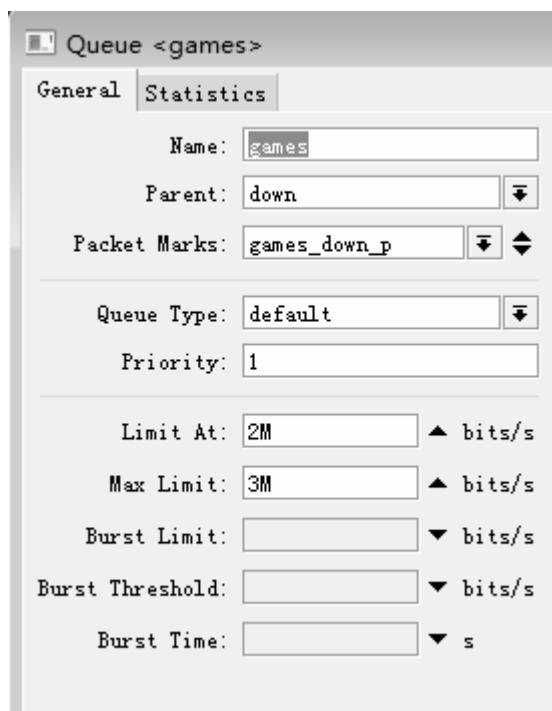 Queue <games>
General Statistics
Name: games
Parent: down
Packet Marks: games_down_p
Queue Type: default
Priority: 1
Limit At: 2M bits/s
Max Limit: 3M bits/s
Burst Limit: bits/s
Burst Threshold: bits/s
Burst Time: s